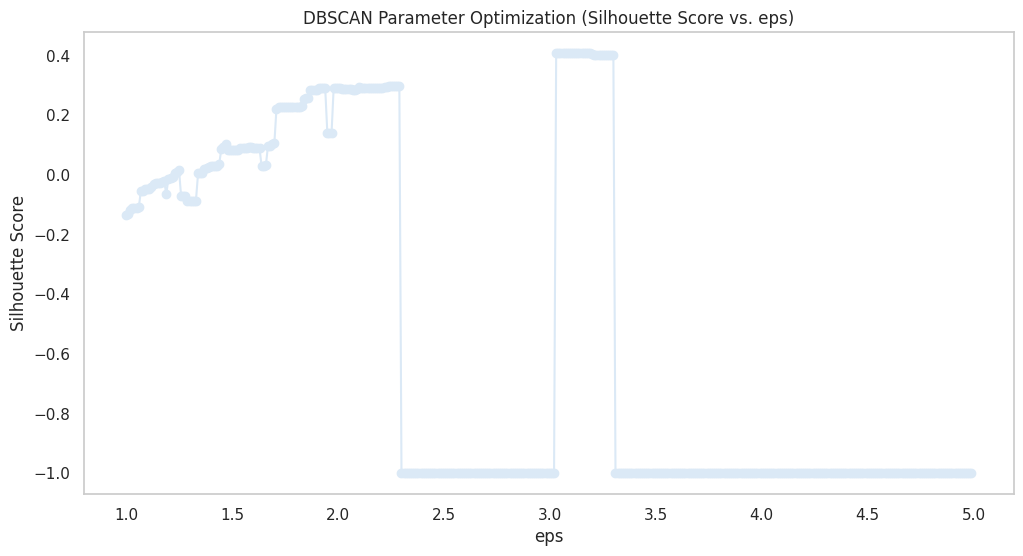 DBSCAN Parameter Optimization (Silhouette Score vs. eps)
0.4
0.2
0.0
−0.2
−0.4
−0.6
−0.8
−1.0
Silhouette Score
1.0 1.5 2.0 2.5 3.0 3.5 4.0 4.5 5.0
eps